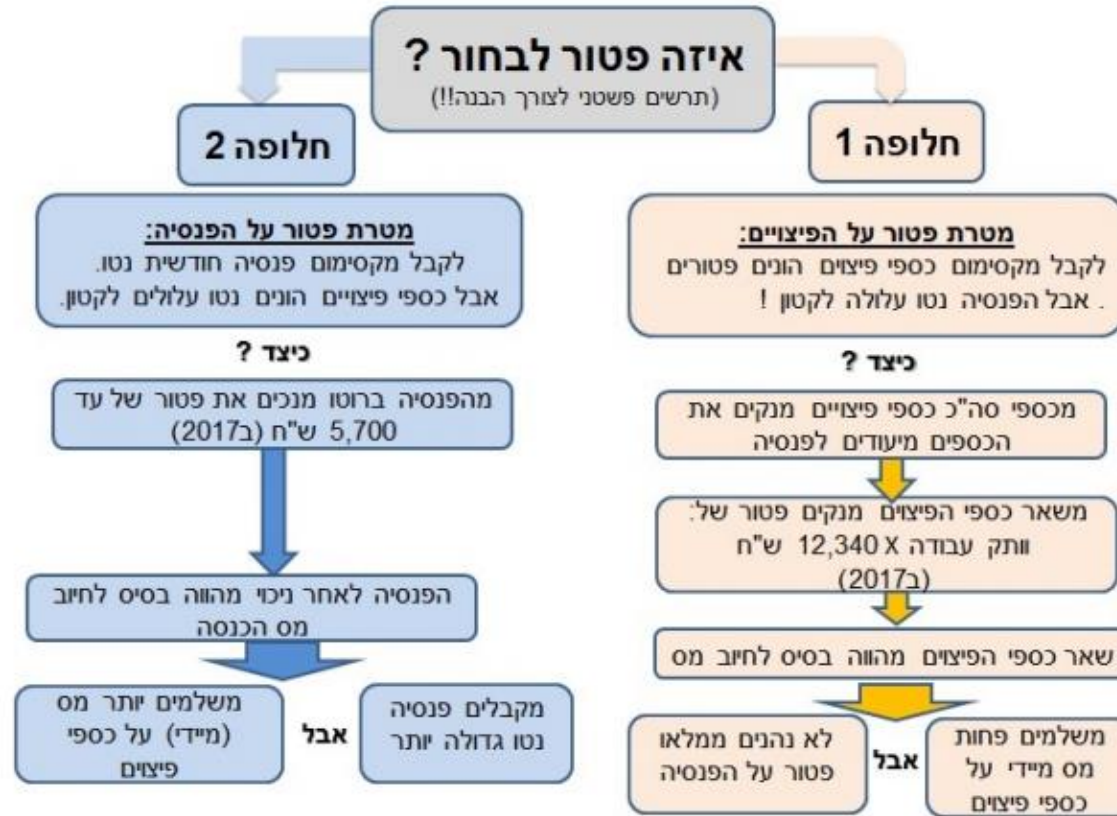 איזה פטור לבחור ?
(תרשים פשטני לצורך הבנה!!)
חלופה 1
מטרת פטור על הפיצויים:
לקבל מקסימום כספי פיצוים הונים פטורים
. אבל הפנסיה נטו עלולה לקטון !
כיצד ?
מכספי סה"כ כספי פיצויים מנקים את
הכספים מיעודים לפנסיה
משאר כספי הפיצוים מנקים פטור של:
וותק עבודה X 12,340 ש"ח
(ב2017)
שאר כספי הפיצוים מהווה בסיס לחיוב מס
משלמים פחות
מס מיידי על
כספי פיצוים
אבל
לא נהנים ממלאו
פטור על הפנסיה
חלופה 2
מטרת פטור על הפנסיה:
לקבל מקסימום פנסיה חודשית נטו.
אבל כספי פיצויים הונים נטו עלולים לקטון.
כיצד ?
מהפנסיה ברוטו מנכים את פטור של עד
5,700 ש"ח (ב2017)
הפנסיה לאחר ניכוי מהווה בסיס לחיוב
מס הכנסה
מקבלים פנסיה
נטו גדולה יותר
אבל
משלמים יותר מס
(מיידי) על כספי
פיצוים